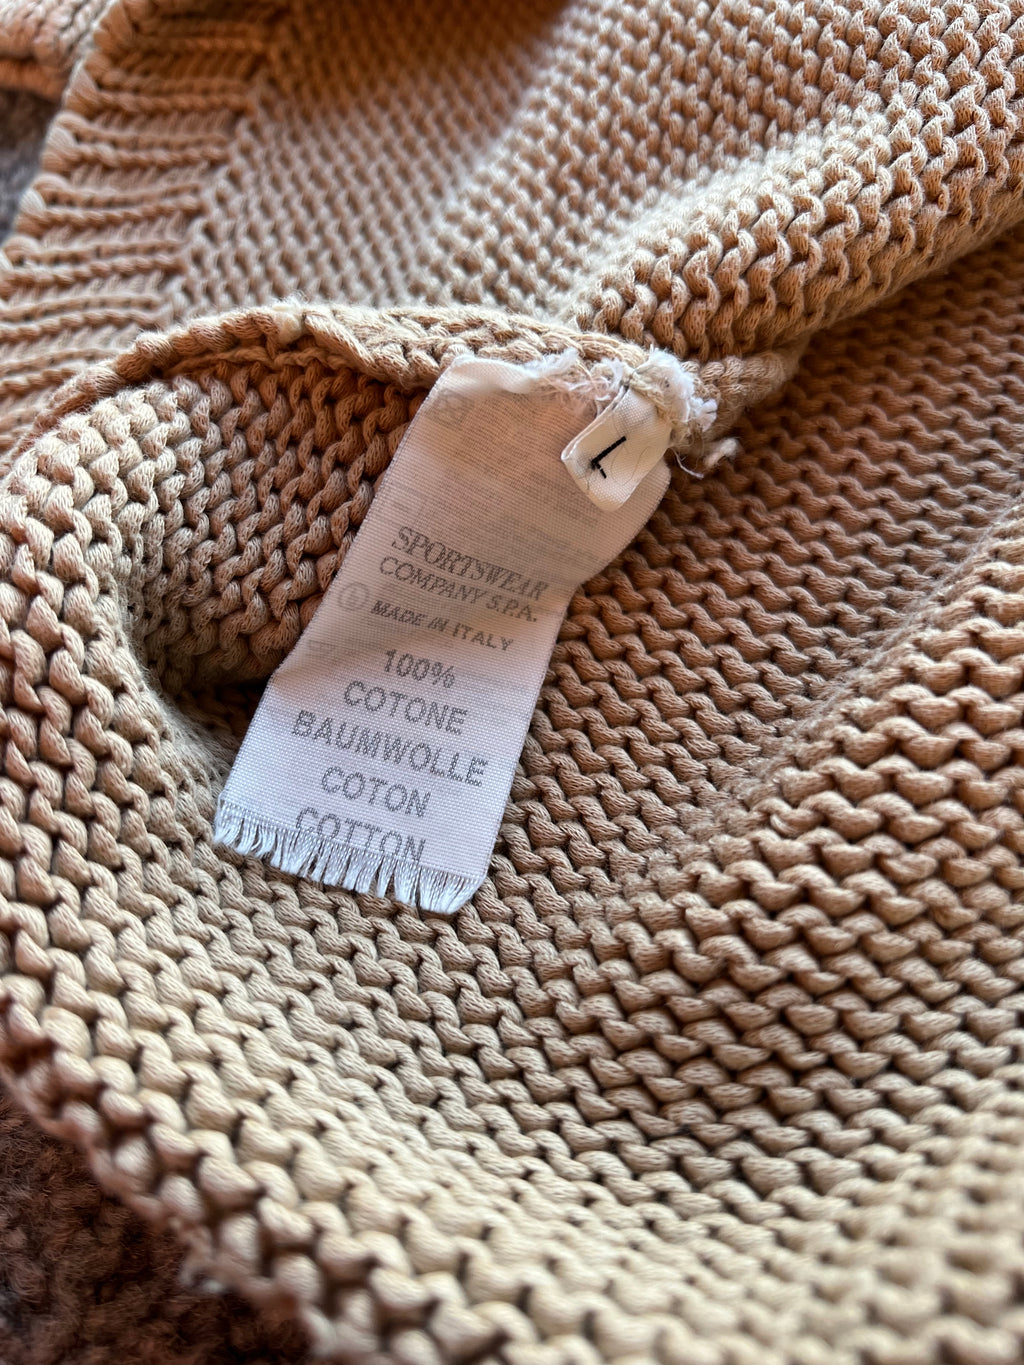 L
SPORTSWEAR
COMPANY S.P.A.
L MADE IN ITALY
100%
COTONE
BAUMWOLLE
COTON
COTTON